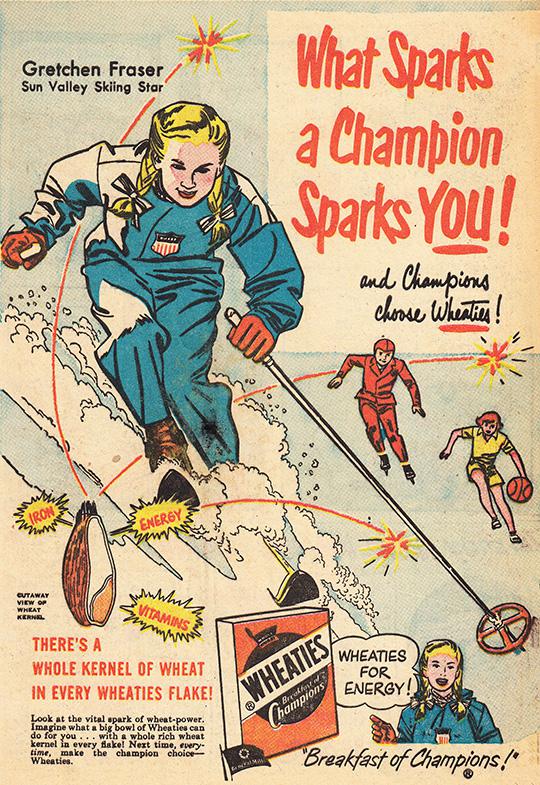 Gretchen Fraser
Sun Valley Skiing Star
What Sparks
a Champion
Sparks YOU!
and Champions
choose Wheaties!
IRON
ENERGY
VITAMINS
CUTAWAY
VIEW OF
WHEAT
KERNEL
THERE'S A
WHOLE KERNEL OF WHEAT
IN EVERY WHEATIES FLAKE!
Look at the vital spark of wheat-power.
Imagine what a big bowl of Wheaties can
do for you . . . with a whole rich wheat
kernel in every flake! Next time, every-
time, make the champion choice—
Wheaties.
WHEATIES
®
"Breakfast of
Champions"
General Mills
WHEATIES
FOR
ENERGY!
"Breakfast of Champions!"
®